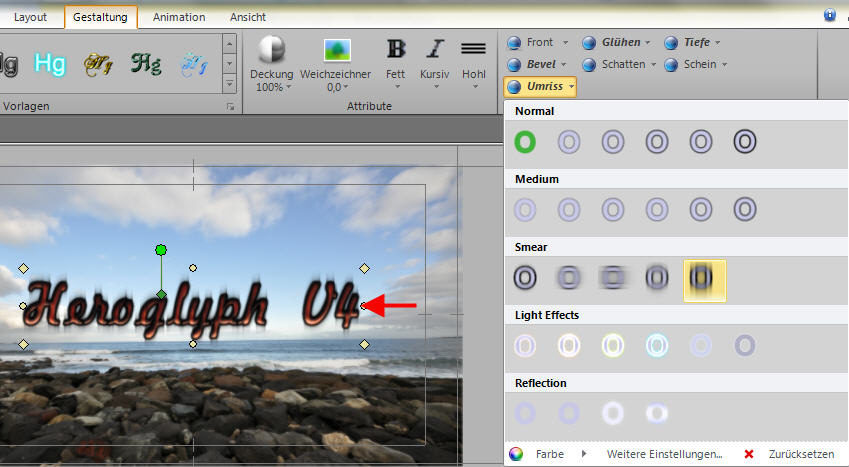 Layout Gestaltung Animation Ansicht
Hg Hg Hg Hg Hg
Deckung 100% Weichzeichner 0,0 B Fett I Kursiv Hohl
Front Glühen Tiefe
Bevel Schatten Schein
Umriss
Vorlagen Attribute
Normal
O O O O O O
Medium
O O O O O O
Smear
O O O O O
Light Effects
O O O O O O
Reflection
O O O O
Farbe Weitere Einstellungen... Zurücksetzen
Heroglyph V4